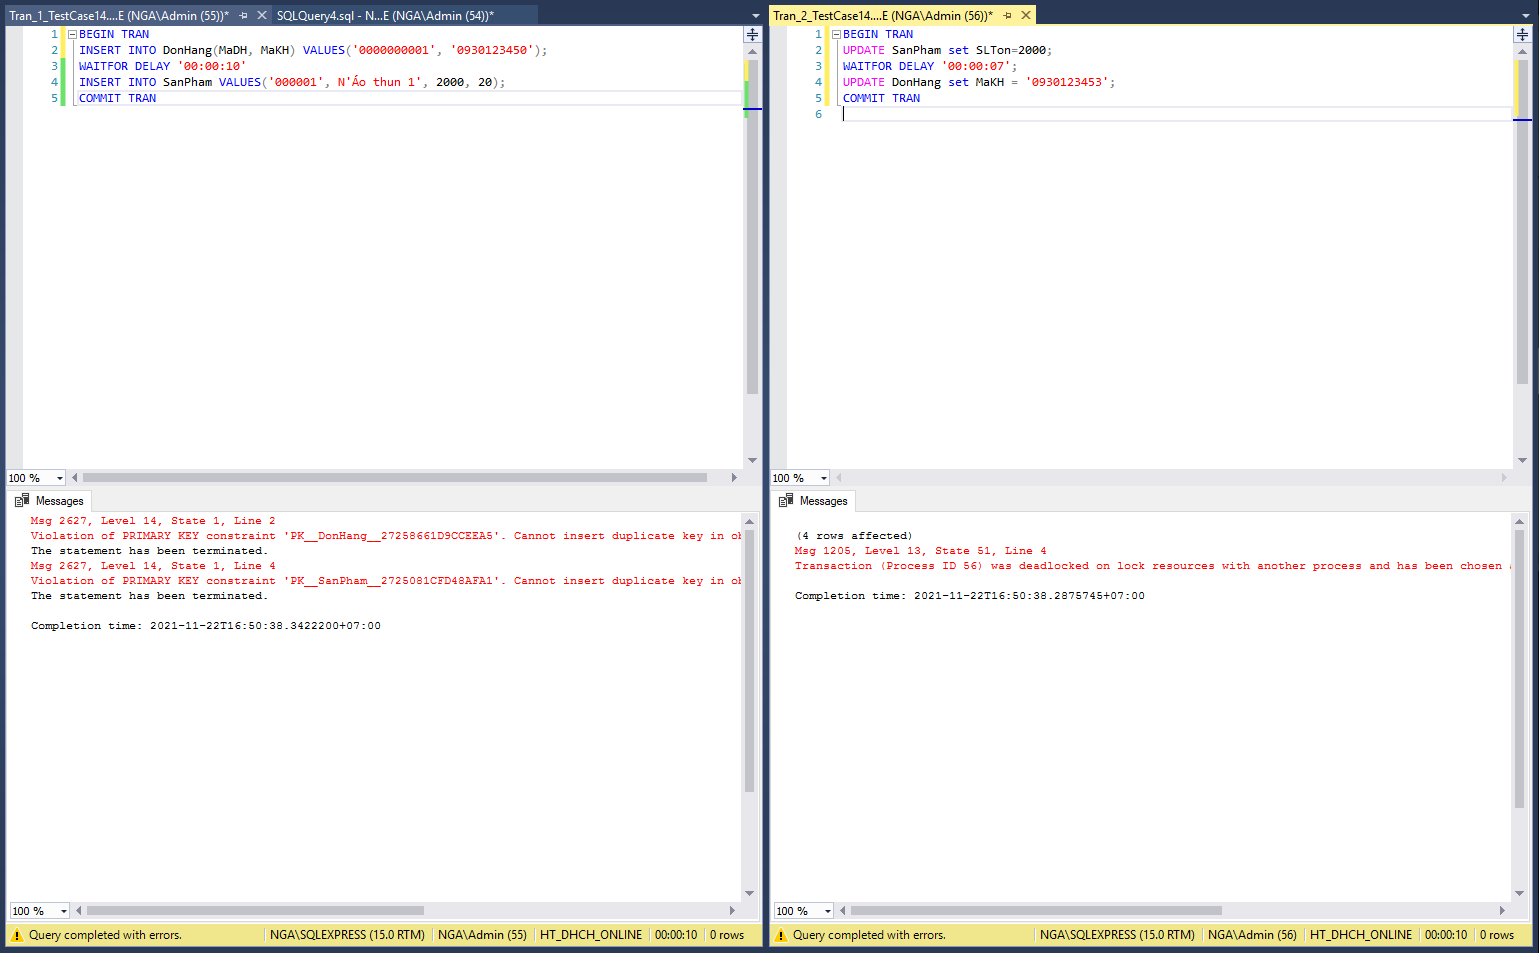 Tran_1_TestCase14....E (NGA\Admin (55))*
SQLQuery4.sql - N...E (NGA\Admin (54))*
1 BEGIN TRAN
2 INSERT INTO DonHang(MaDH, MaKH) VALUES('0000000001', '0930123450');
3 WAITFOR DELAY '00:00:10'
4 INSERT INTO SanPham VALUES('000001', N'Áo thun 1', 2000, 20);
5 COMMIT TRAN
100 %
Messages
Msg 2627, Level 14, State 1, Line 2
Violation of PRIMARY KEY constraint 'PK__DonHang__27258661D9CCEEA5'. Cannot insert duplicate key in ob
The statement has been terminated.
Msg 2627, Level 14, State 1, Line 4
Violation of PRIMARY KEY constraint 'PK__SanPham__2725081CFD48AFA1'. Cannot insert duplicate key in ob
The statement has been terminated.
Completion time: 2021-11-22T16:50:38.3422200+07:00
100 %
Query completed with errors.
NGA\SQLEXPRESS (15.0 RTM)
NGA\Admin (55)
HT_DHCH_ONLINE
00:00:10
0 rows
Tran_2_TestCase14....E (NGA\Admin (56))*
1 BEGIN TRAN
2 UPDATE SanPham set SLTon=2000;
3 WAITFOR DELAY '00:00:07';
4 UPDATE DonHang set MaKH = '0930123453';
5 COMMIT TRAN
6
100 %
Messages
(4 rows affected)
Msg 1205, Level 13, State 51, Line 4
Transaction (Process ID 56) was deadlocked on lock resources with another process and has been chosen
Completion time: 2021-11-22T16:50:38.2875745+07:00
100 %
Query completed with errors.
NGA\SQLEXPRESS (15.0 RTM)
NGA\Admin (56)
HT_DHCH_ONLINE
00:00:10
0 rows